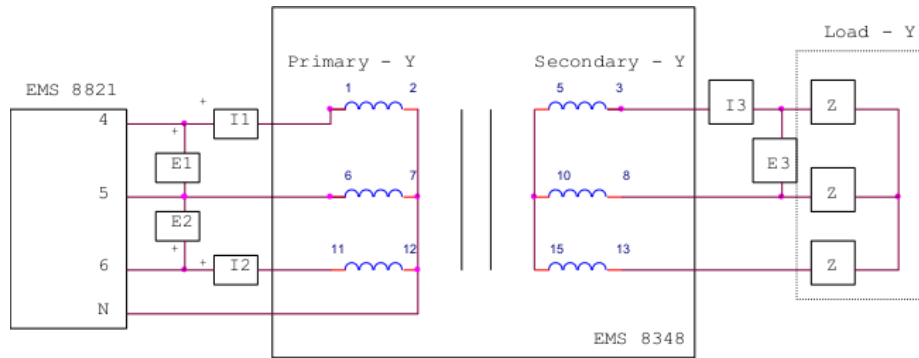 Load - Y
Primary - Y
Secondary - Y
EMS 8821
1 2
5 3
4
+
I1
I3
Z
+
E1
E3
6 7
10 8
5
Z
E2
+
+
11 12
15 13
6
I2
Z
N
EMS 8348